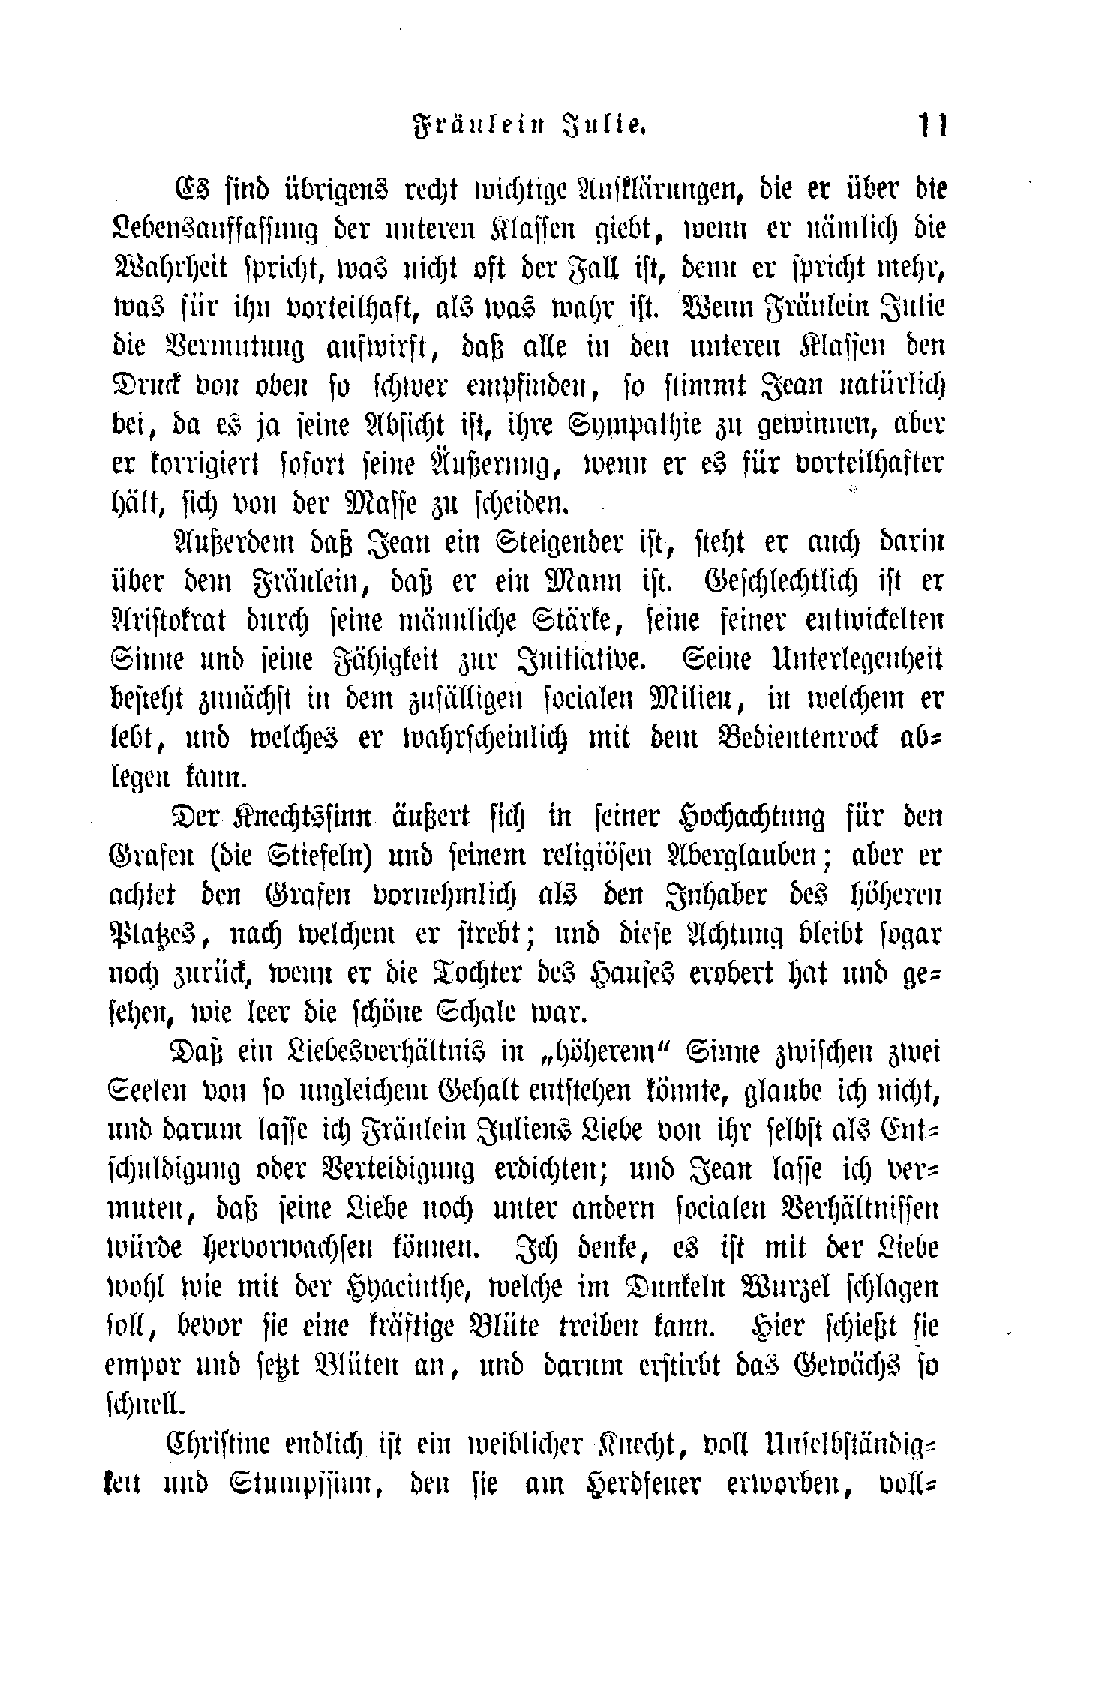 Fräulein Julie. 11
Es sind übrigens recht wichtige Aufklärungen, die er über die
Lebensauffassung der unteren Klassen giebt, wenn er nämlich die
Wahrheit spricht, was nicht oft der Fall ist, denn er spricht mehr,
was für ihn vorteilhaft, als was wahr ist. Wenn Fräulein Julie
die Vermutung aufwirft, daß alle in den unteren Klassen den
Druck von oben so schwer empfinden, so stimmt Jean natürlich
bei, da es ja seine Absicht ist, ihre Sympathie zu gewinnen, aber
er korrigiert sofort seine Äußerung, wenn er es für vorteilhafter
hält, sich von der Masse zu scheiden.
Außerdem daß Jean ein Steigender ist, steht er auch darin
über dem Fräulein, daß er ein Mann ist. Geschlechtlich ist er
Aristokrat durch seine männliche Stärke, seine feiner entwickelten
Sinne und seine Fähigkeit zur Initiative. Seine Unterlegenheit
besteht zunächst in dem zufälligen socialen Milieu, in welchem er
lebt, und welches er wahrscheinlich mit dem Bedientenrock ab-
legen kann.
Der Knechtssinn äußert sich in seiner Hochachtung für den
Grafen (die Stiefeln) und seinem religiösen Aberglauben; aber er
achtet den Grafen vornehmlich als den Inhaber des höheren
Platzes, nach welchem er strebt; und diese Achtung bleibt sogar
noch zurück, wenn er die Tochter des Hauses erobert hat und ge-
sehen, wie leer die schöne Schale war.
Daß ein Liebesverhältnis in „höherem“ Sinne zwischen zwei
Seelen von so ungleichem Gehalt entstehen könnte, glaube ich nicht,
und darum lasse ich Fräulein Juliens Liebe von ihr selbst als Ent-
schuldigung oder Verteidigung erdichten; und Jean lasse ich ver-
muten, daß seine Liebe noch unter andern socialen Verhältnissen
würde hervorwachsen können. Ich denke, es ist mit der Liebe
wohl wie mit der Hyacinthe, welche im Dunkeln Wurzel schlagen
soll, bevor sie eine kräftige Blüte treiben kann. Hier schießt sie
empor und setzt Blüten an, und darum erstirbt das Gewächs so
schnell.
Christine endlich ist ein weiblicher Knecht, voll Unselbständig-
keit und Stumpfsinn, den sie am Herdfeuer erworben, voll-